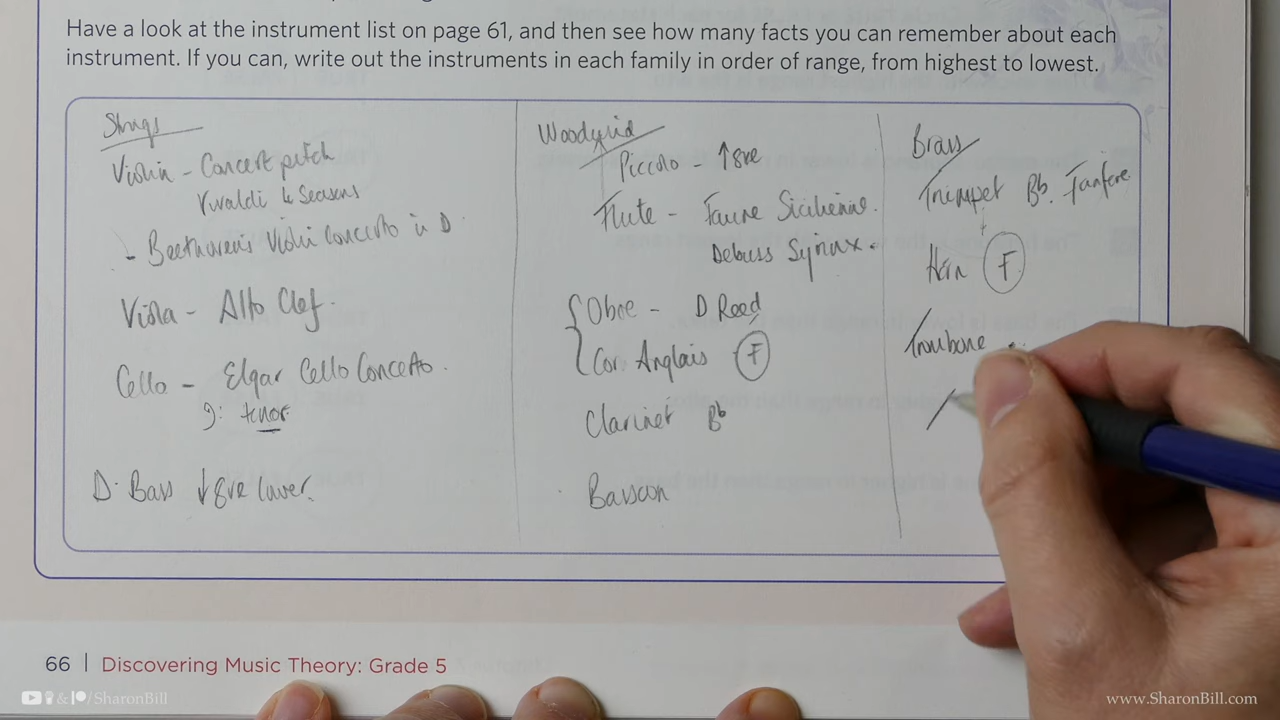 Have a look at the instrument list on page 61, and then see how many facts you can remember about each
instrument. If you can, write out the instruments in each family in order of range, from highest to lowest.
Strings
Violin - Concert pitch
Vivaldi 4 Seasons
- Beethoven's Violin Concerto in D
Viola - Alto Clef.
Cello - Elgar Cello Concerto.
9: tenor
D. Bass ↓8ve lower.
Woodwind
Piccolo - ↑8ve
Flute - Faure Sicilienne.
Debuss Syrinx.
Oboe - D Reed
Cor Anglais F
Clarinet Bb
Bassoon
Brass
Trumpet Bb. Fanfare
Horn F
Trombone
66 | Discovering Music Theory: Grade 5
& /SharonBill
www.SharonBill.com